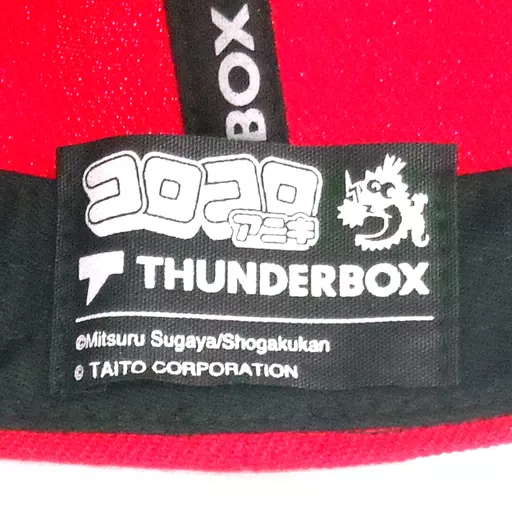 BOX
コロコロ
アニキ
THUNDERBOX
©Mitsuru Sugaya/Shogakukan
© TAITO CORPORATION